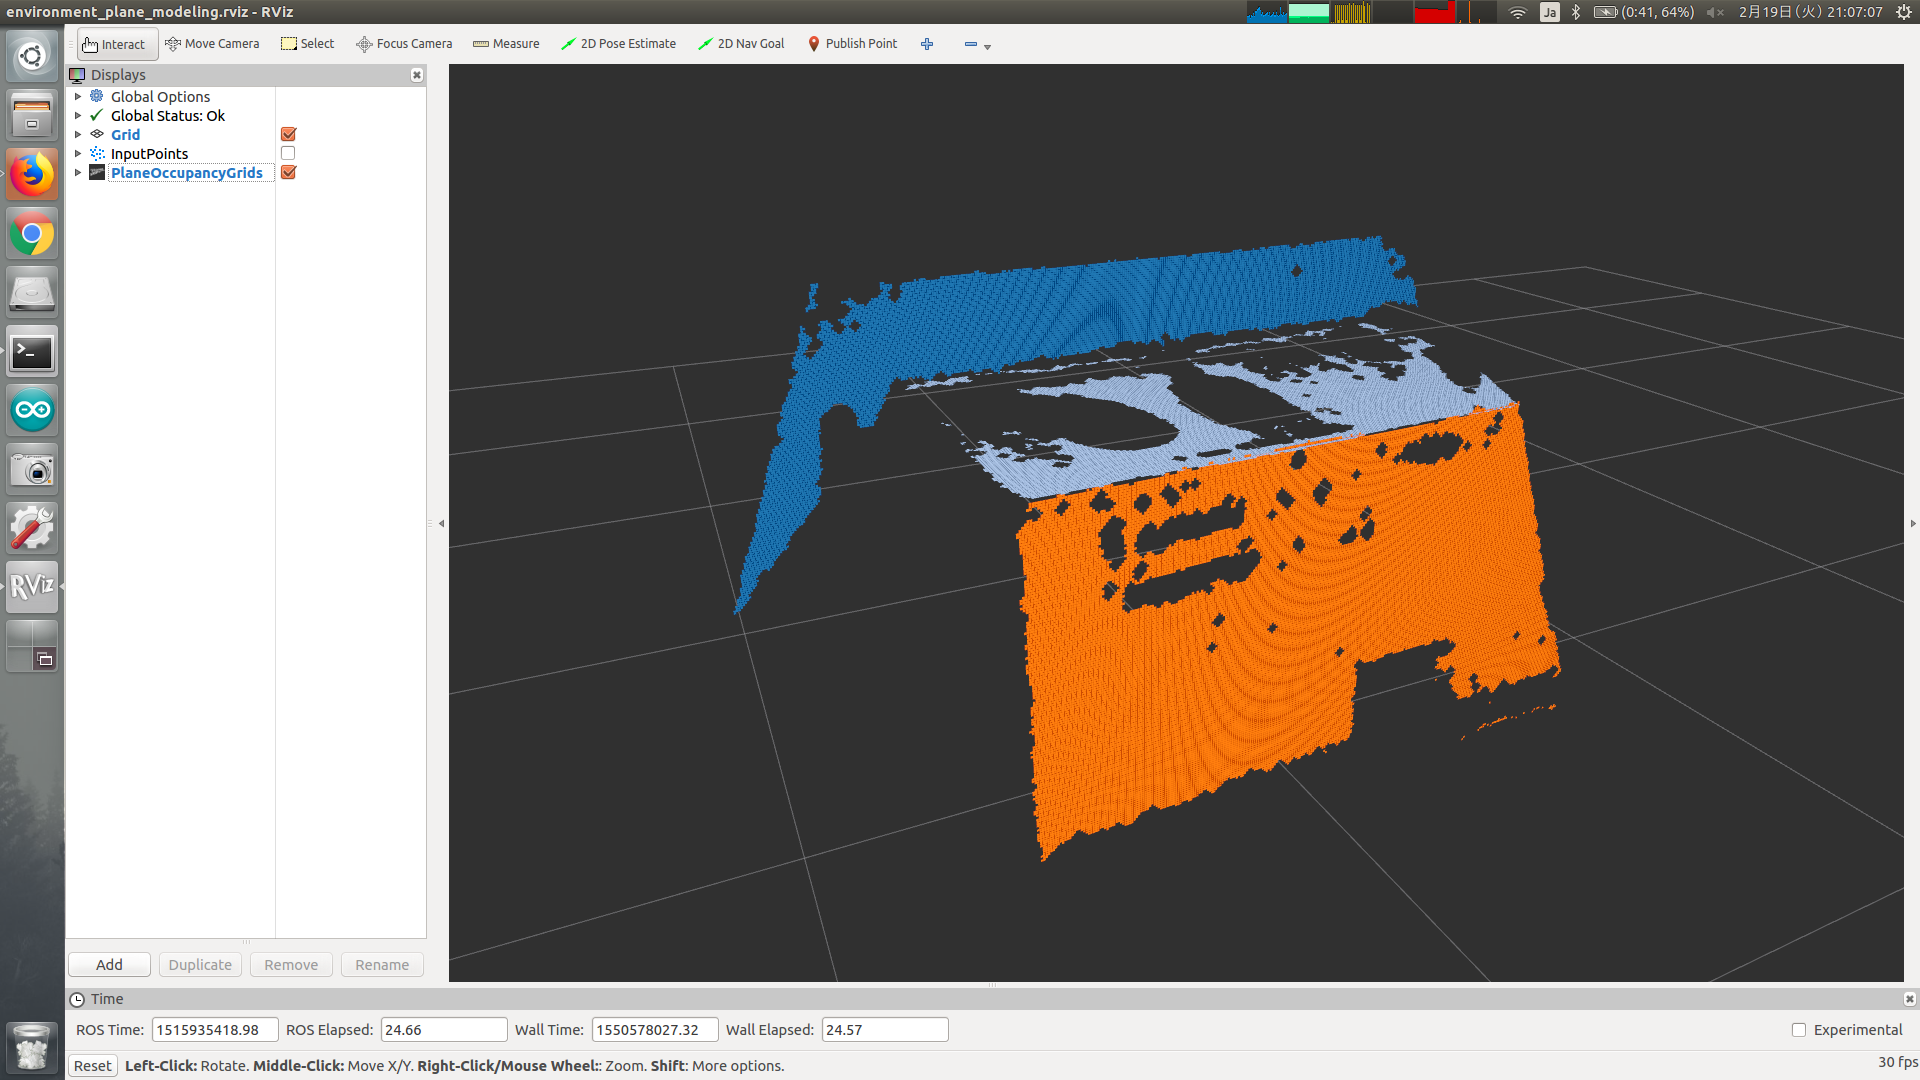 environment_plane_modeling.rviz - RViz
Ja
(0:41, 64%)
2月19日（火） 21:07:07
Interact
Move Camera
Select
Focus Camera
Measure
2D Pose Estimate
2D Nav Goal
Publish Point
Displays
Global Options
Global Status: Ok
Grid
InputPoints
PlaneOccupancyGrids
RViz
Add
Duplicate
Remove
Rename
Time
ROS Time: 1515935418.98 ROS Elapsed: 24.66 Wall Time: 1550578027.32 Wall Elapsed: 24.57
Experimental
Reset
Left-Click: Rotate. Middle-Click: Move X/Y. Right-Click/Mouse Wheel:: Zoom. Shift: More options.
30 fps